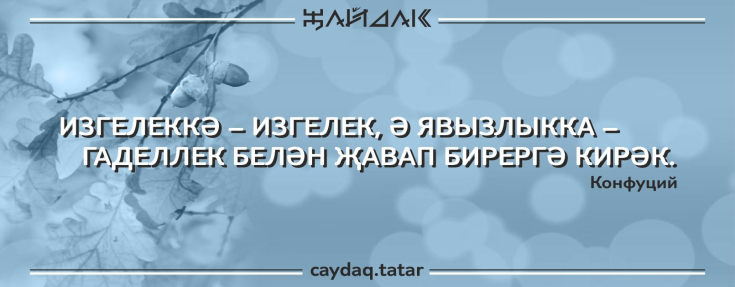 ҖАЙДАК
ИЗГЕЛЕККӘ – ИЗГЕЛЕК, Ә ЯВЫЗЛЫККА –
ГАДЕЛЛЕК БЕЛӘН ҖАВАП БИРЕРГӘ КИРӘК.
Конфуций
caydaq.tatar